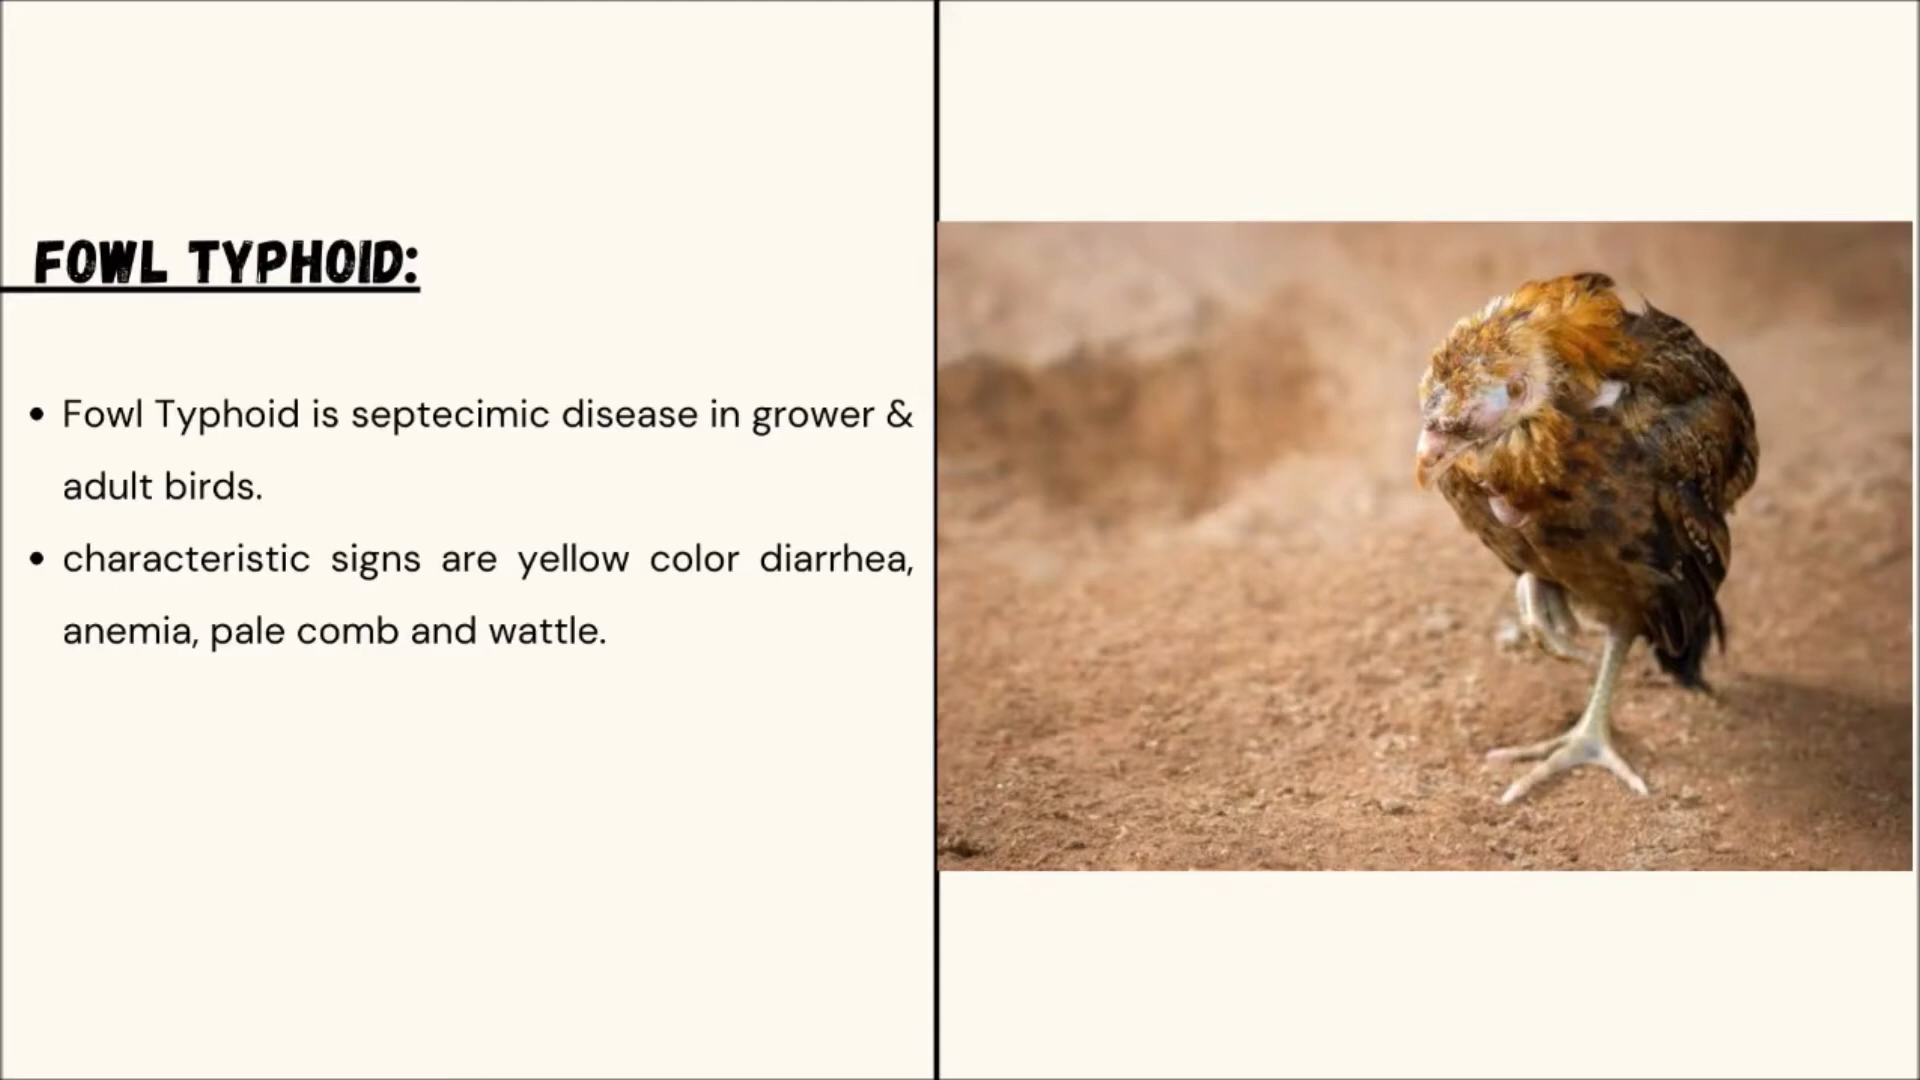 FOWL TYPHOID:
• Fowl Typhoid is septecimic disease in grower &
adult birds.
• characteristic signs are yellow color diarrhea,
anemia, pale comb and wattle.